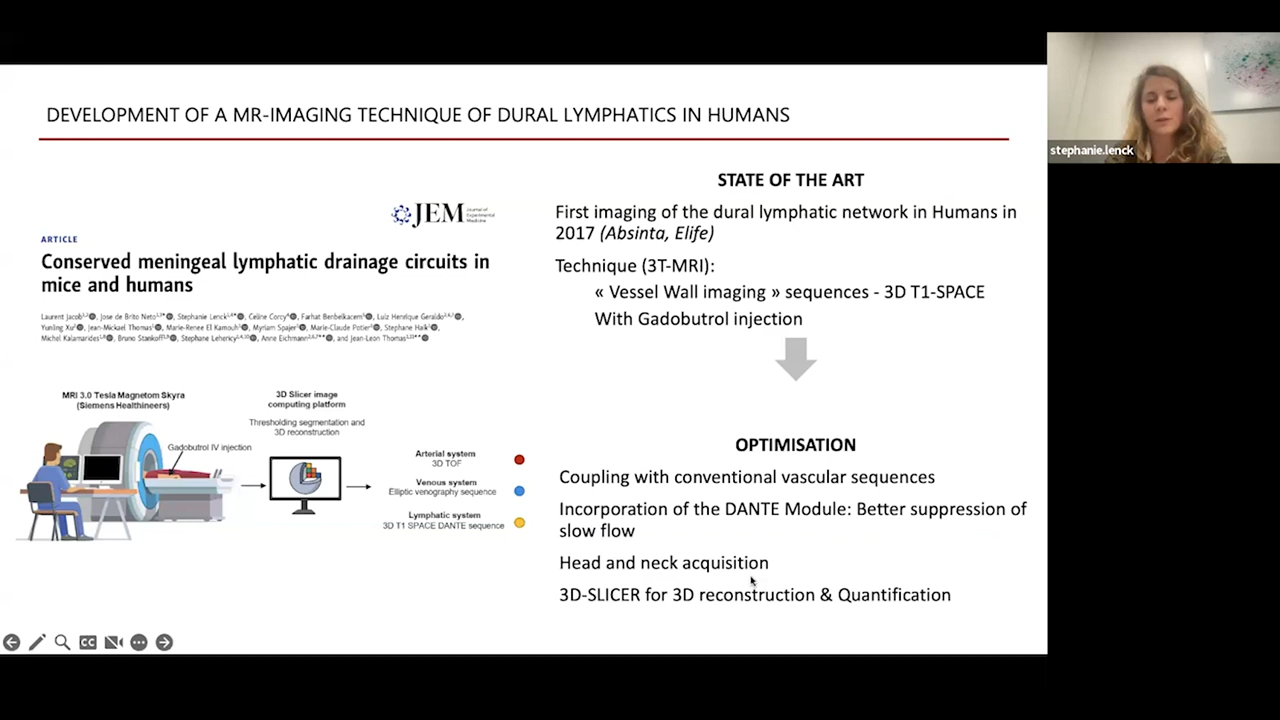 DEVELOPMENT OF A MR-IMAGING TECHNIQUE OF DURAL LYMPHATICS IN HUMANS
stephanie.lenck
JEM Journal of
Experimental
Medicine
ARTICLE
Conserved meningeal lymphatic drainage circuits in
mice and humans
Laurent Jacob, Jose de Brito Neto, Stephanie Lenck, Celine Corcy, Farhat Benbelkacem, Luiz Henrique Geraldo,
Yunling Xu, Jean-Mickael Thomas, Marie-Renee El Kamouh, Myriam Spajer, Marie-Claude Potier, Stephane Haik,
Michel Kalamarides, Bruno Stankoff, Stephane Lehericy, Anne Eichmann, and Jean-Leon Thomas
MRI 3.0 Tesla Magnetom Skyra
(Siemens Healthineers)
Gadobutrol IV injection
3D Slicer image
computing platform
Thresholding segmentation and
3D reconstruction
Arterial system
3D TOF
Venous system
Elliptic venography sequence
Lymphatic system
3D T1 SPACE DANTE sequence
STATE OF THE ART
First imaging of the dural lymphatic network in Humans in
2017 (Absinta, Elife)
Technique (3T-MRI):
« Vessel Wall imaging » sequences - 3D T1-SPACE
With Gadobutrol injection
OPTIMISATION
Coupling with conventional vascular sequences
Incorporation of the DANTE Module: Better suppression of
slow flow
Head and neck acquisition
3D-SLICER for 3D reconstruction & Quantification
CC